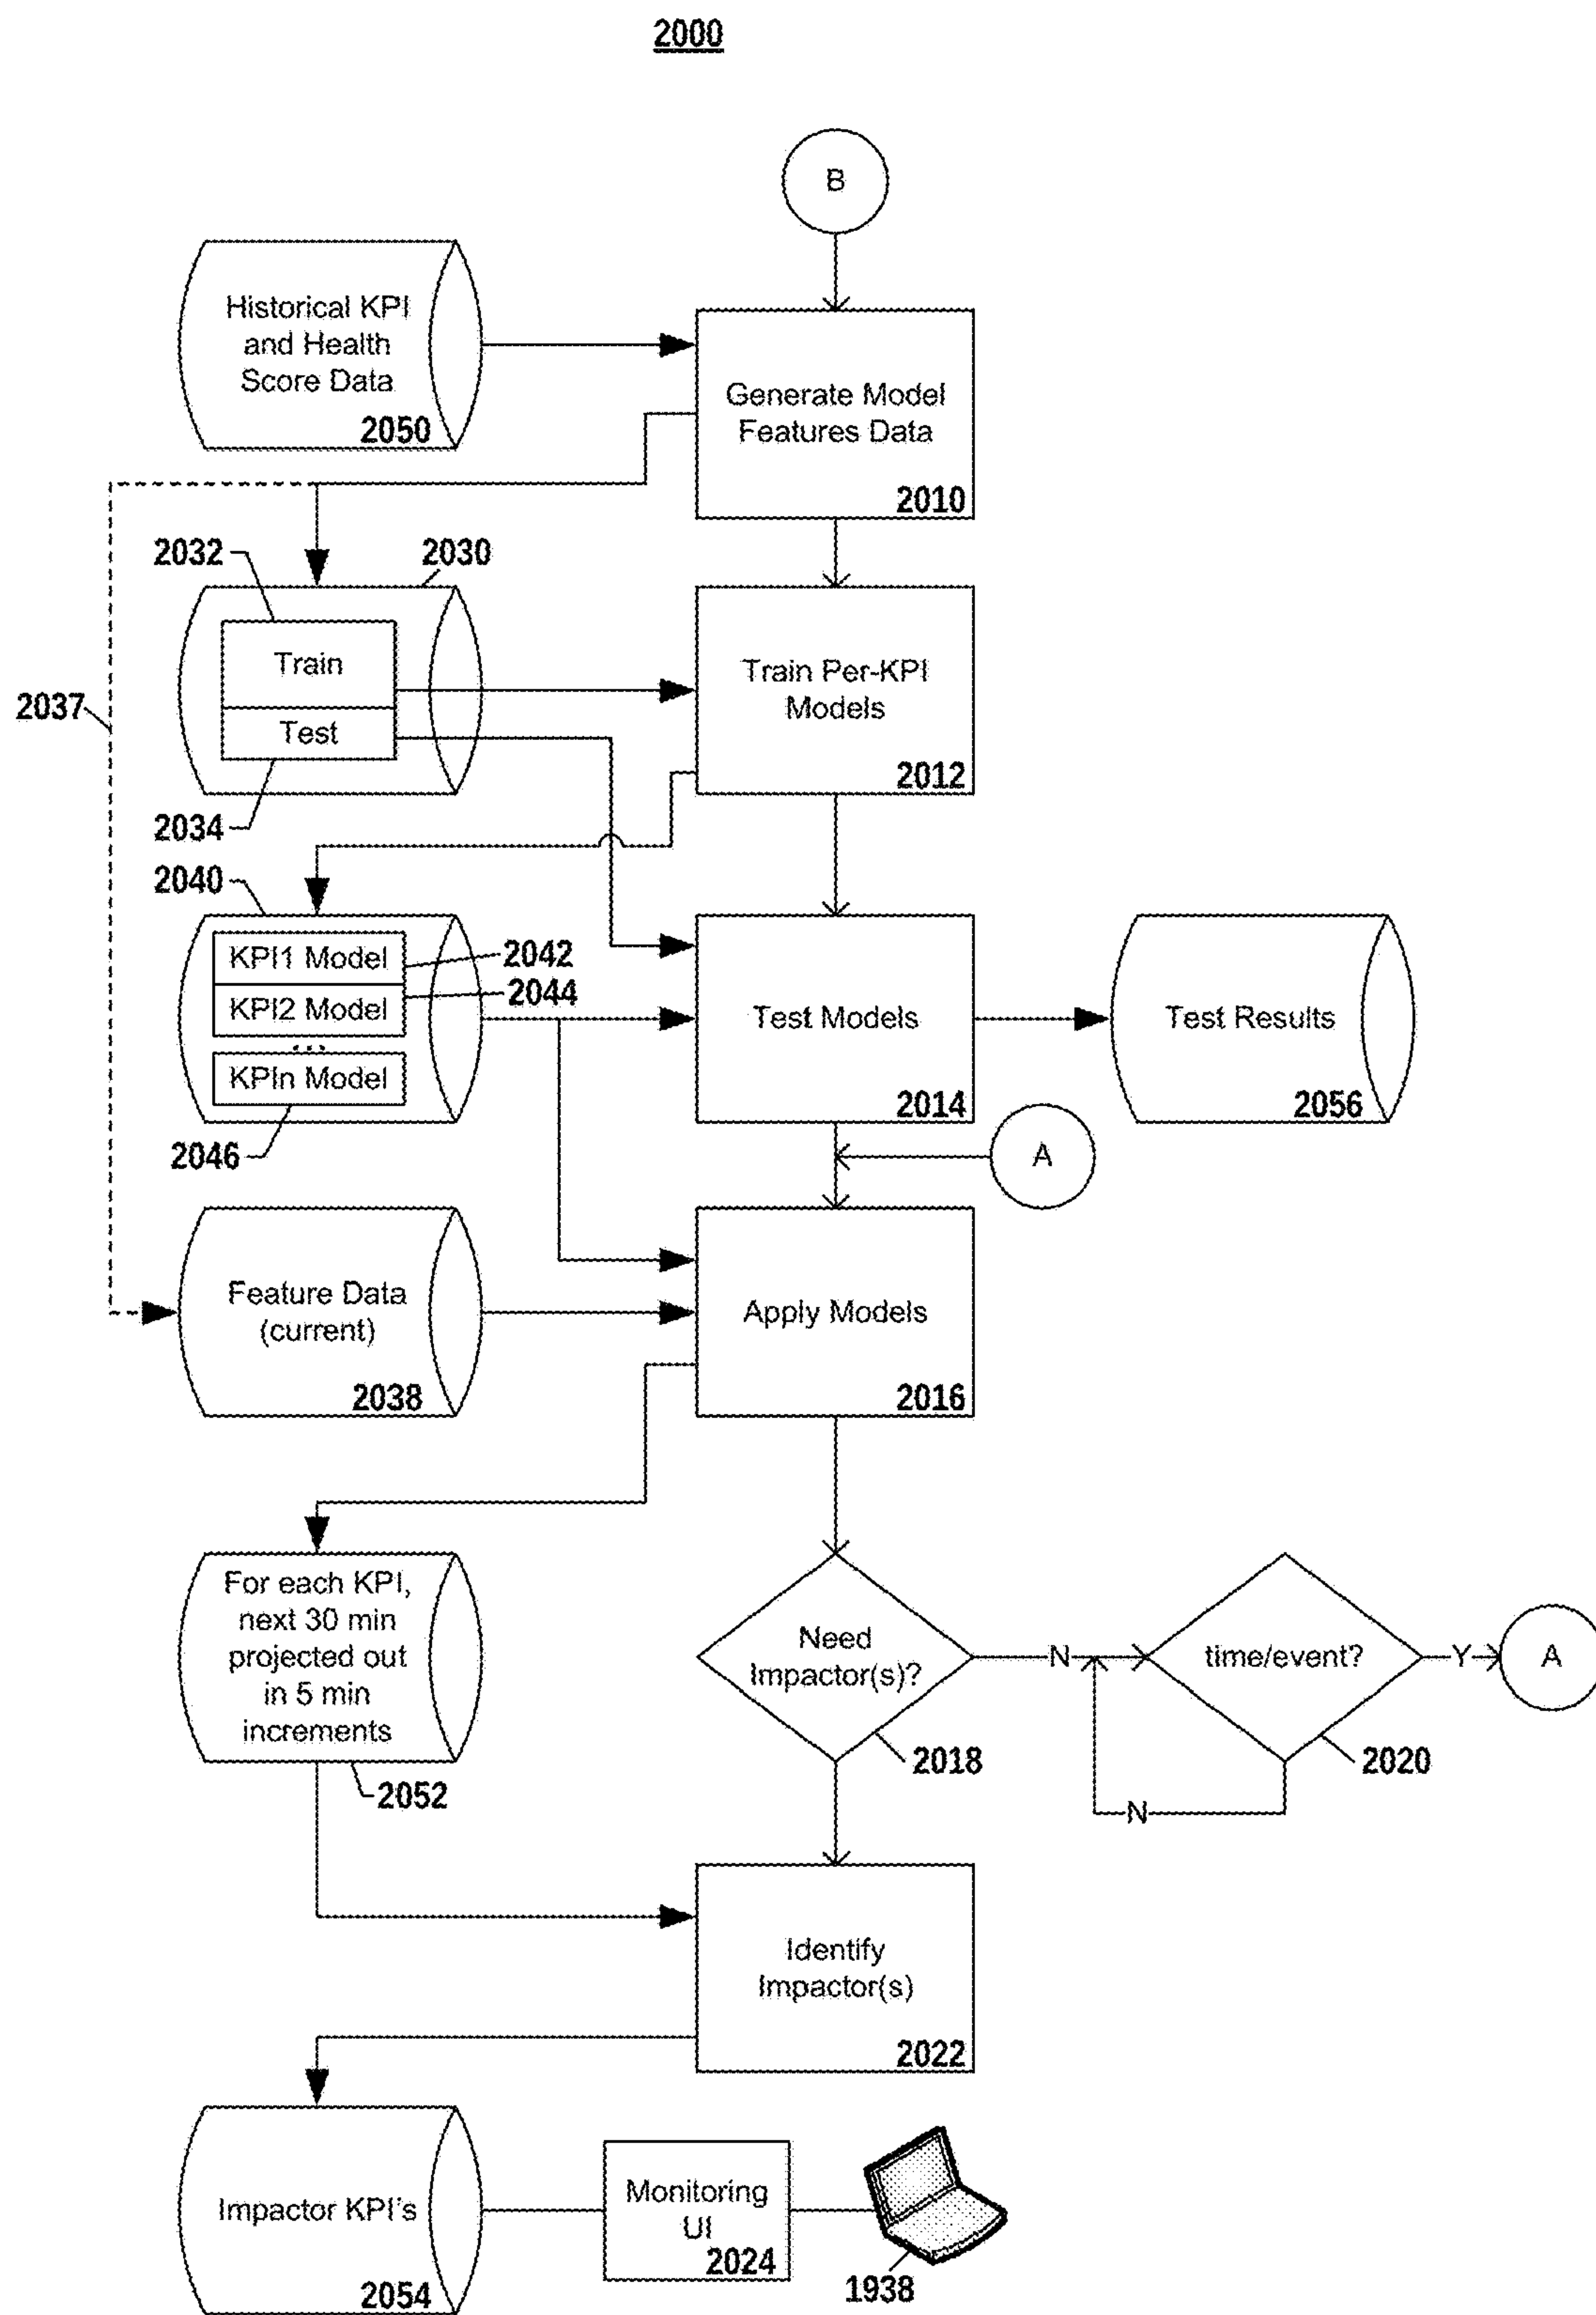 2000
B
Historical KPI
and Health
Score Data
2050
Generate Model
Features Data
2010
2032
2030
Train
Test
2037
2034
Train Per-KPI
Models
2012
2040
KPI1 Model
2042
KPI2 Model
2044
...
KPIn Model
2046
Test Models
2014
Test Results
2056
A
Feature Data
(current)
2038
Apply Models
2016
For each KPI,
next 30 min
projected out
in 5 min
increments
2052
Need
Impactor(s)?
2018
N
time/event?
2020
Y
A
N
Identify
Impactor(s)
2022
Impactor KPI's
2054
Monitoring
UI
2024
1938